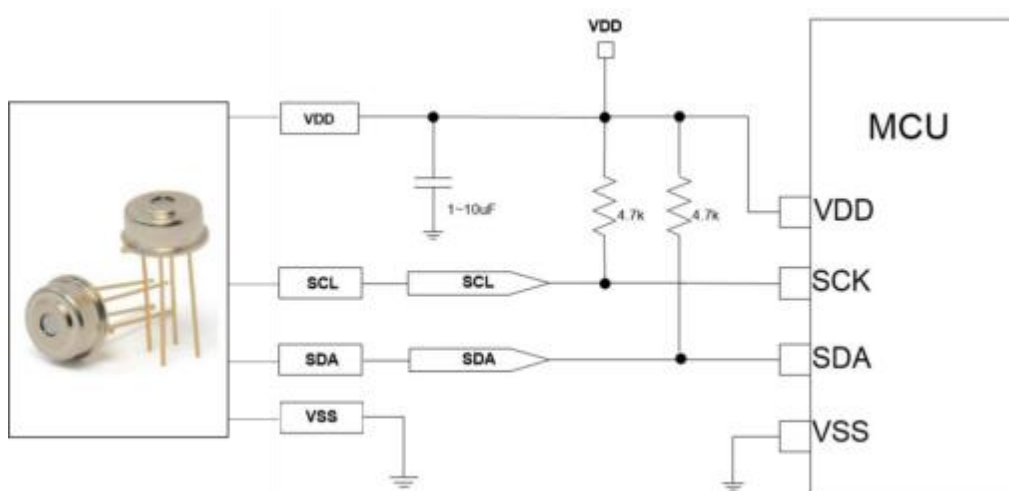 VDD
MCU
VDD
1~10uF
4.7k
4.7k
VDD
SCL
SCL
SCK
SDA
SDA
SDA
VSS
VSS